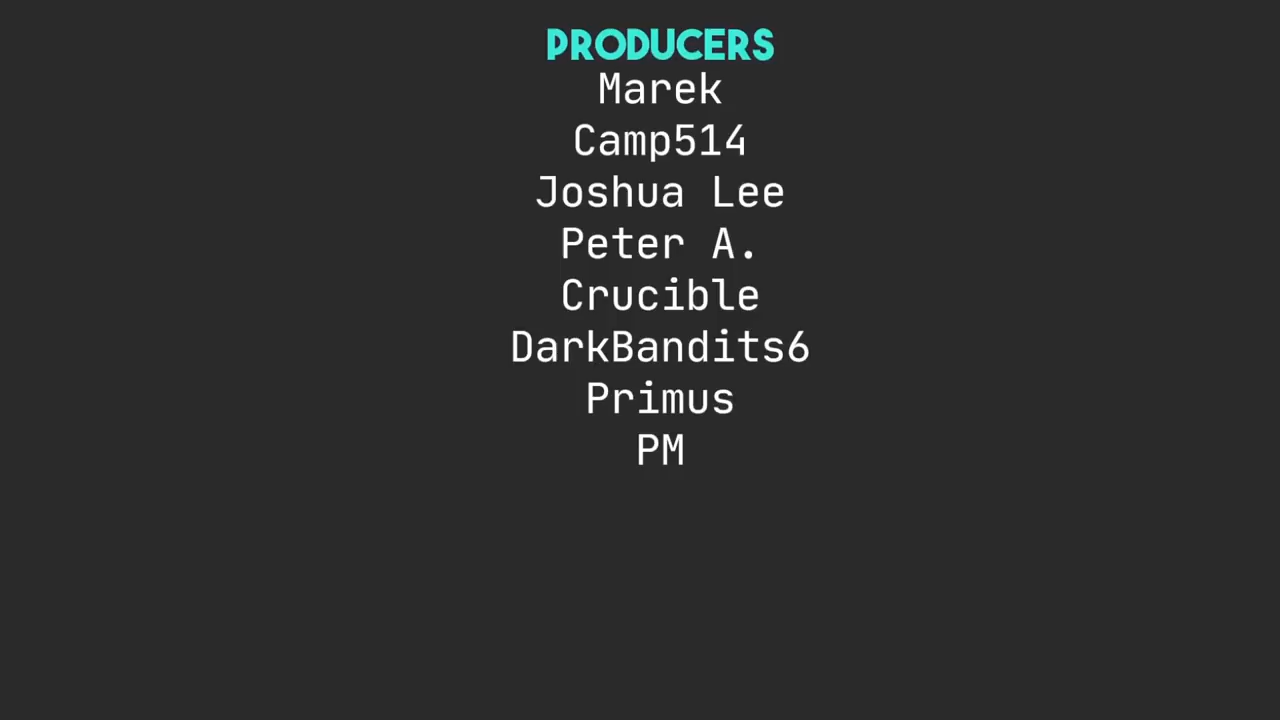 PRODUCERS
Marek
Camp514
Joshua Lee
Peter A.
Crucible
DarkBandits6
Primus
PM